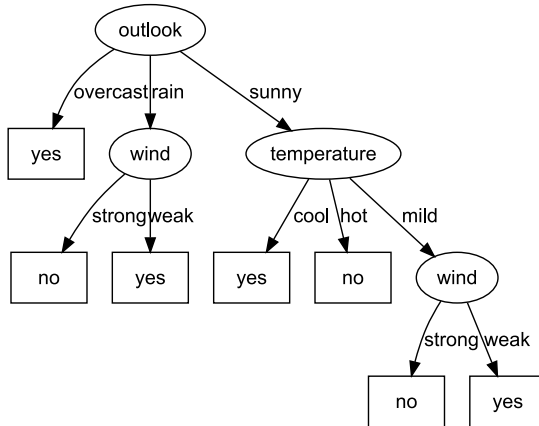 outlook
overcast rain sunny
yes wind temperature
strong weak cool hot mild
no yes yes no wind
strong weak
no yes